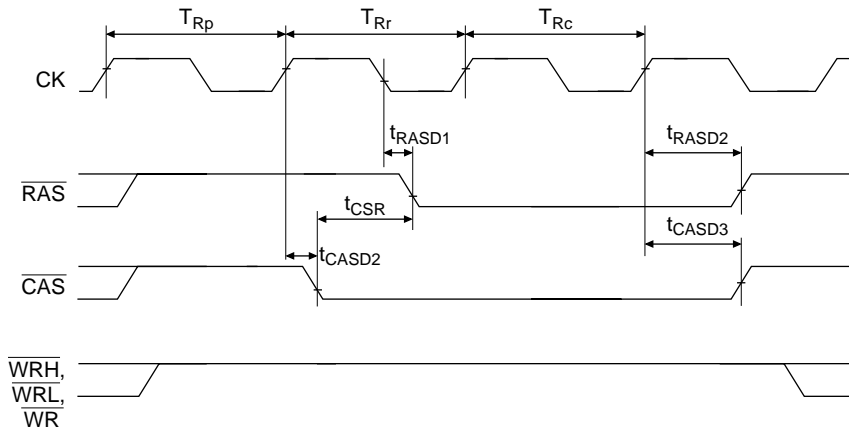 TRp TRr TRc
CK
tRASD1 tRASD2
RAS
tCSR
tCASD2 tCASD3
CAS
WRH,
WRL,
WR